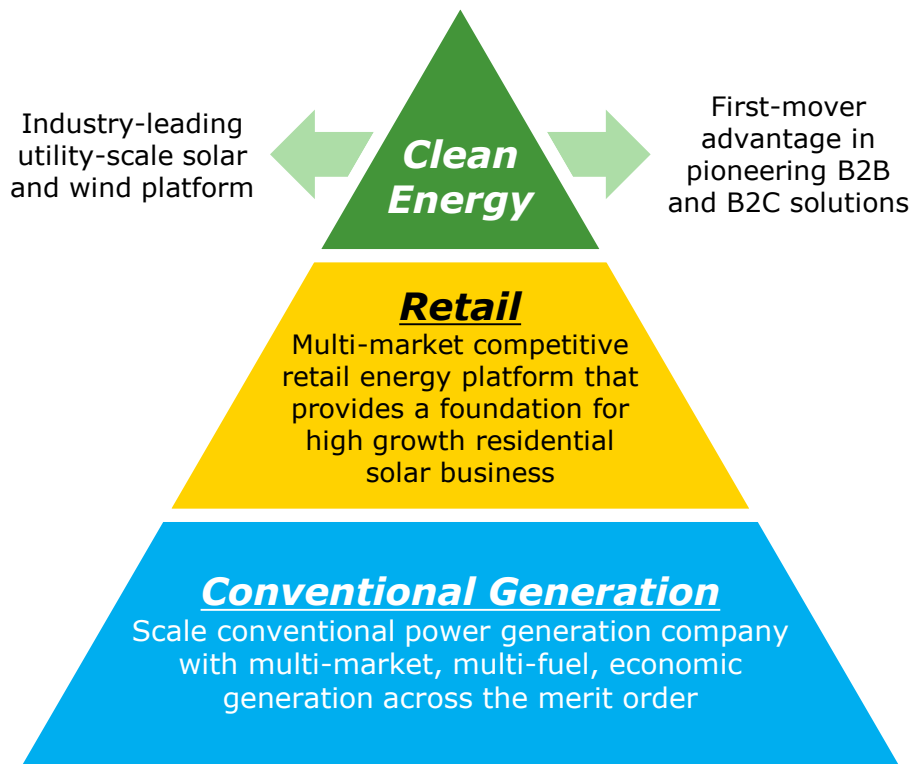 Industry-leading
utility-scale solar
and wind platform
Clean
Energy
First-mover
advantage in
pioneering B2B
and B2C solutions
Retail
Multi-market competitive
retail energy platform that
provides a foundation for
high growth residential
solar business
Conventional Generation
Scale conventional power generation company
with multi-market, multi-fuel, economic
generation across the merit order